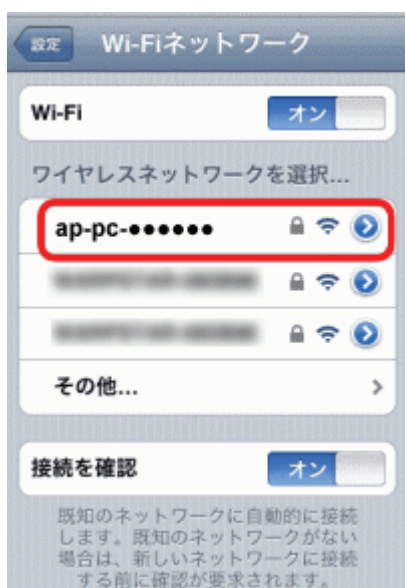 設定
Wi-Fiネットワーク
Wi-Fi
オン
ワイヤレスネットワークを選択...
ap-pc-●●●●●●
その他...
接続を確認
オン
既知のネットワークに自動的に接続
します。既知のネットワークがない
場合は、新しいネットワークに接続
する前に確認が要求されます。